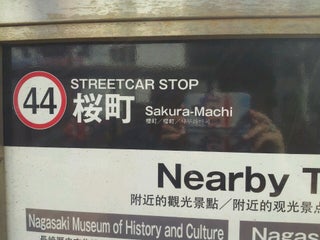 44
STREETCAR STOP
桜町 Sakura-Machi
Nearby T
附近的觀光景點／附近的观光景点
Nagasaki Museum of History and Culture
Nagas